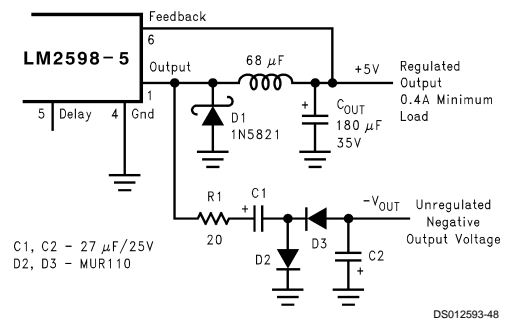 Feedback
6
LM2598-5
Output
1
5 Delay 4 Gnd
68 μF
+5V
Regulated
Output
0.4A Minimum
Load
D1
1N5821
+
COUT
180 μF
35V
R1
20
+
C1
D2
D3
-VOUT
C2
+
Unregulated
Negative
Output Voltage
C1, C2 - 27 μF/25V
D2, D3 - MUR110
DS012593-48